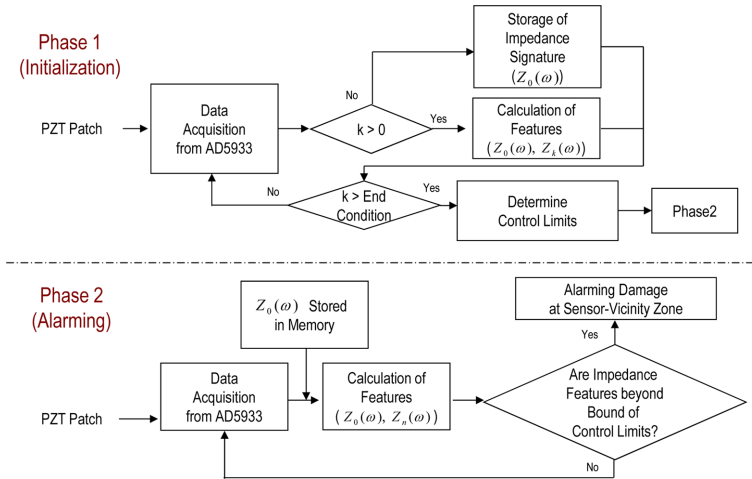 Phase 1
(Initialization)
PZT Patch
Data
Acquisition
from AD5933
k > 0
No
Yes
Storage of
Impedance
Signature
(Z₀(ω))
Calculation of
Features
(Z₀(ω), Zₖ(ω))
k > End
Condition
No
Yes
Determine
Control Limits
Phase2
Phase 2
(Alarming)
Z₀(ω) Stored
in Memory
PZT Patch
Data
Acquisition
from AD5933
Calculation of
Features
(Z₀(ω), Zₙ(ω))
Are Impedance
Features beyond
Bound of
Control Limits?
Yes
No
Alarming Damage
at Sensor-Vicinity Zone